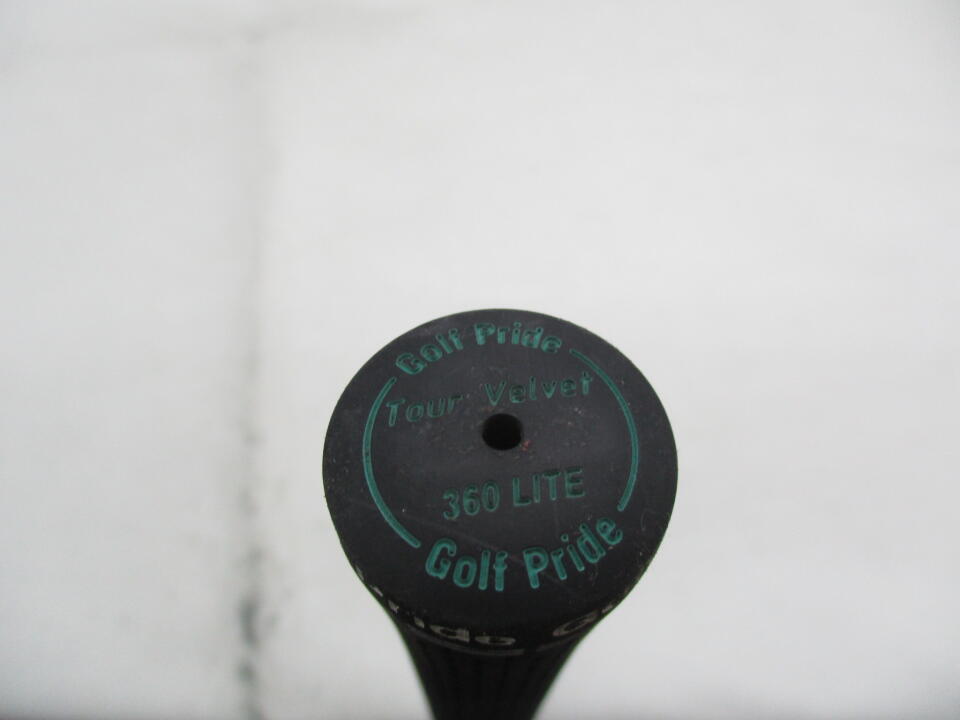 Golf Pride
Tour Velvet
360 LITE
Golf Pride